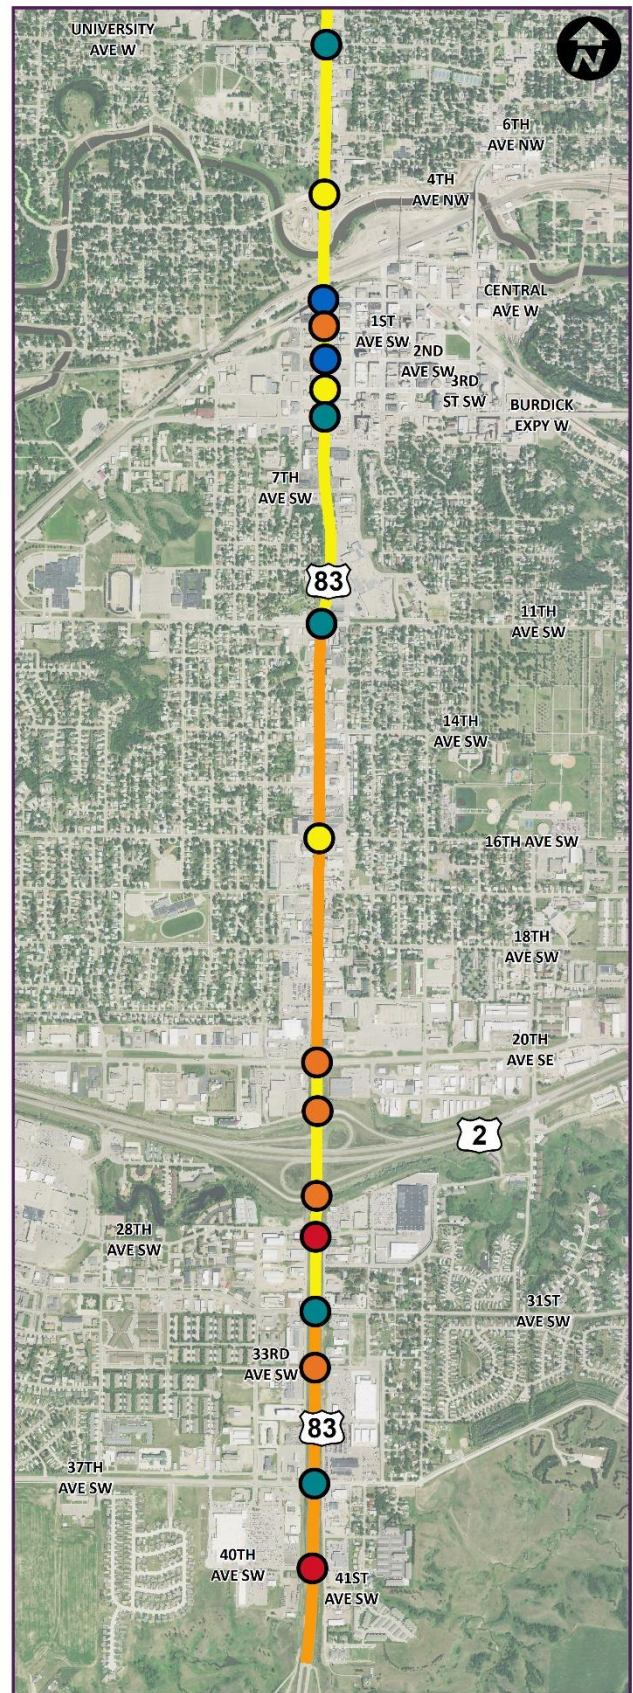 UNIVERSITY
AVE W
N
6TH
AVE NW
4TH
AVE NW
CENTRAL
AVE W
1ST
AVE SW
2ND
AVE SW
3RD
ST SW
BURDICK
EXPY W
7TH
AVE SW
83
11TH
AVE SW
14TH
AVE SW
16TH AVE SW
18TH
AVE SW
20TH
AVE SE
2
28TH
AVE SW
31ST
AVE SW
33RD
AVE SW
83
37TH
AVE SW
40TH
AVE SW
41ST
AVE SW